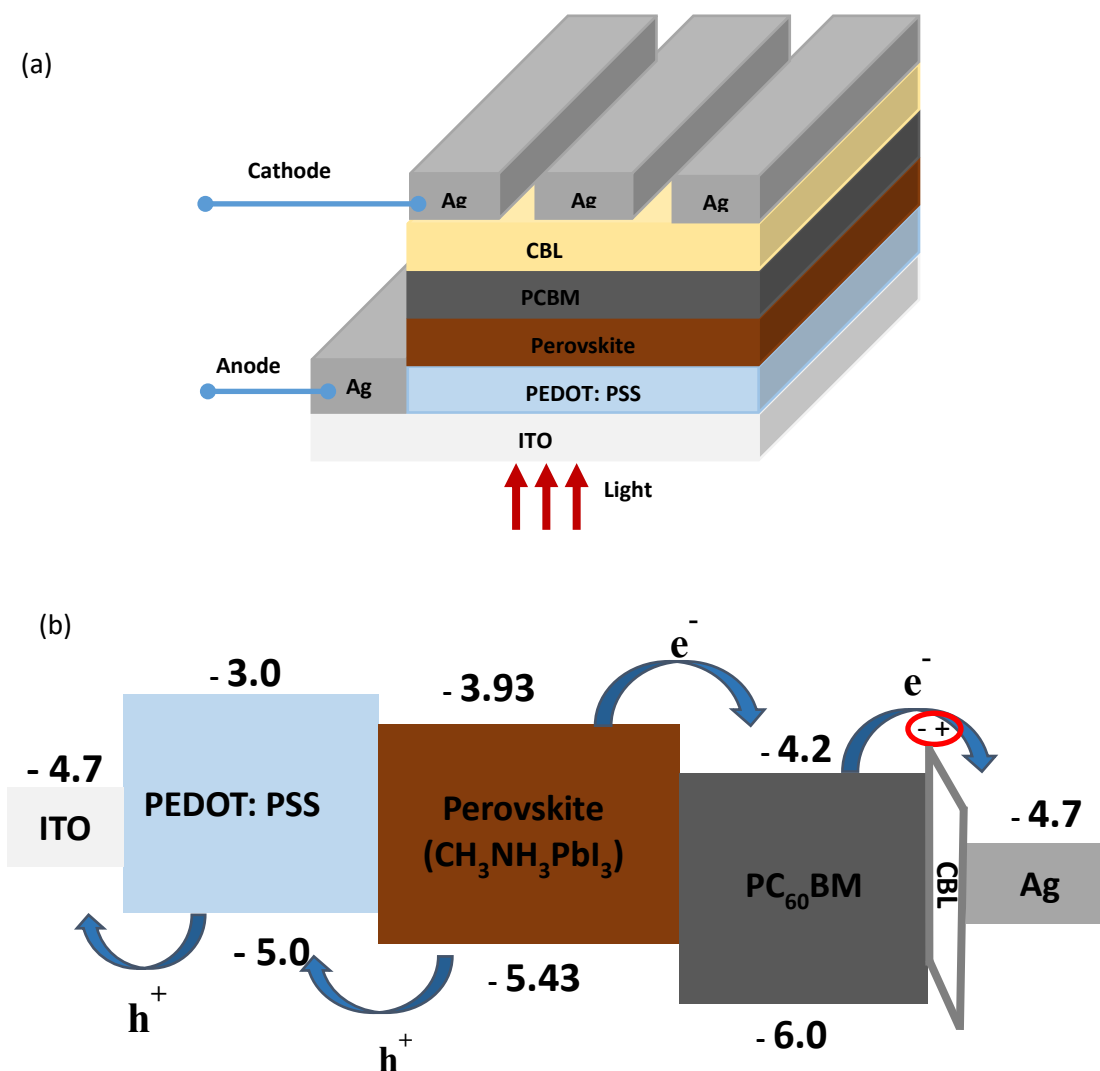 (a)
Cathode
Ag
Ag
Ag
CBL
PCBM
Perovskite
Anode
Ag
PEDOT: PSS
ITO
Light
(b)
e⁻
e⁻
- 3.0
- 3.93
- +
- 4.2
- 4.7
- 4.7
PEDOT: PSS
Perovskite
(CH₃NH₃PbI₃)
ITO
PC₆₀BM
CBL
Ag
- 5.0
- 5.43
h⁺
- 6.0
h⁺